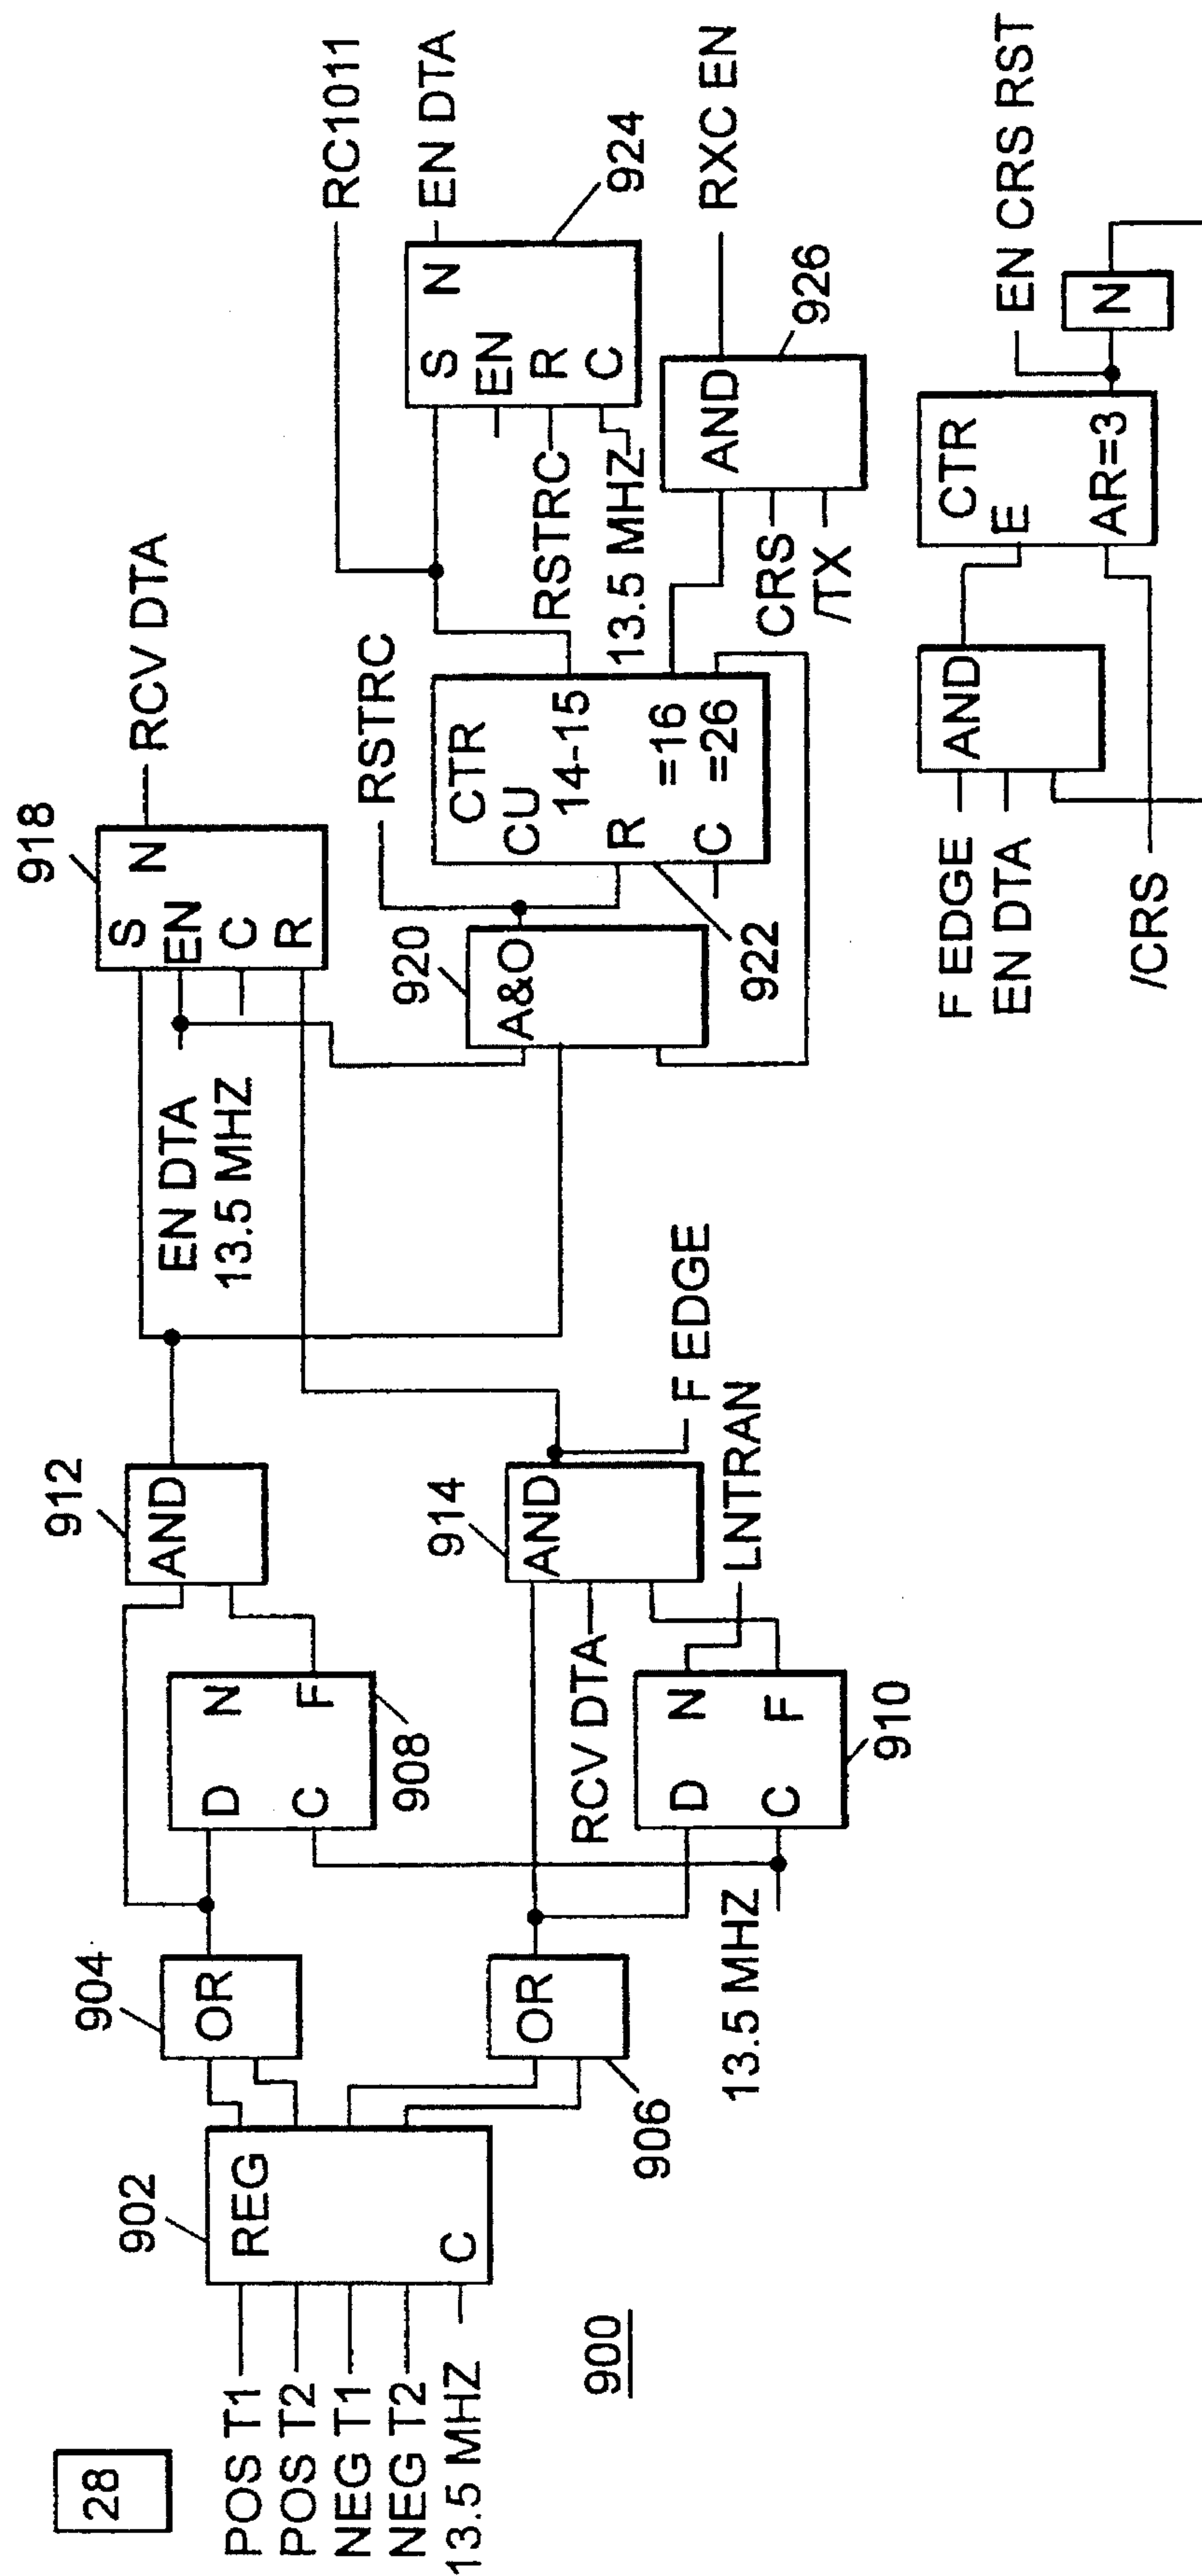 28
POS T1
POS T2
NEG T1
NEG T2
13.5 MHZ
900
902
REG
C
904
OR
906
OR
13.5 MHZ
D N
C F
908
D N
C F
910
912
AND
914
AND
RCV DTA
F EDGE
LNTRAN
EN DTA
13.5 MHZ
918
S N
EN
C
R
RCV DTA
920
A&O
RSTRC
922
CTR
CU
14-15
R =16
C =26
RC1011
S N
EN
R
C
EN DTA
924
RSTRC
13.5 MHZ
CRS
/TX
AND
926
RXC EN
F EDGE
EN DTA
/CRS
AND
CTR
E
AR=3
N
EN CRS RST